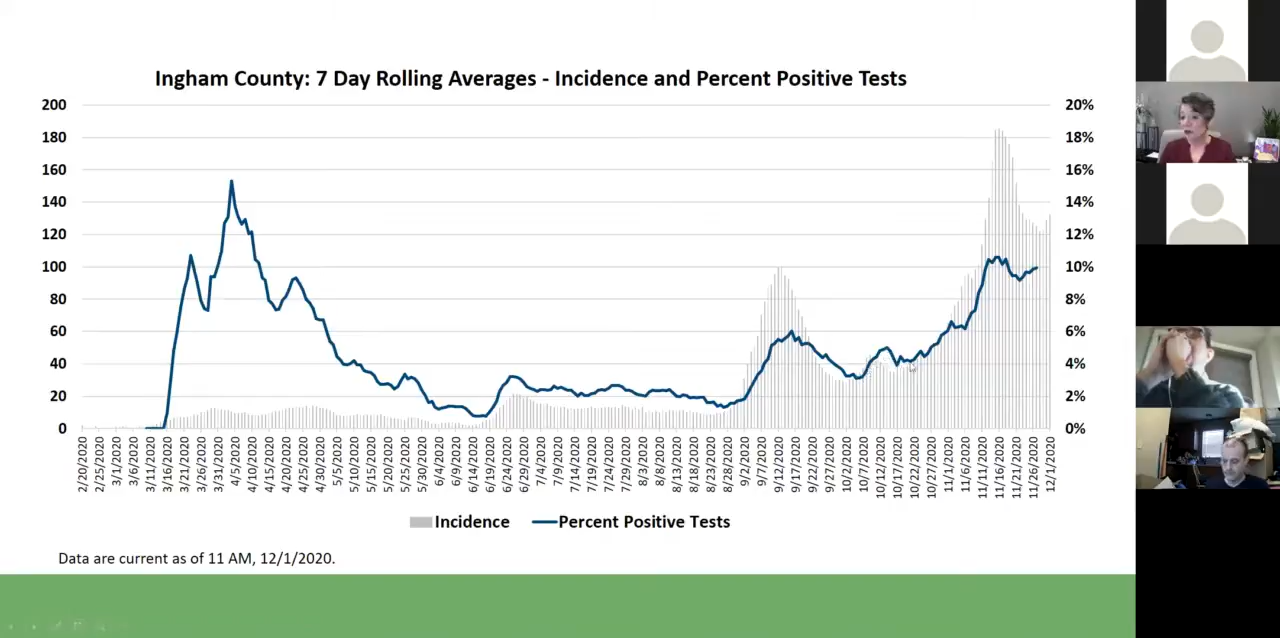 Ingham County: 7 Day Rolling Averages - Incidence and Percent Positive Tests
200 20%
180 18%
160 16%
140 14%
120 12%
100 10%
80 8%
60 6%
40 4%
20 2%
0 0%
2/20/2020 2/25/2020 3/1/2020 3/6/2020 3/11/2020 3/16/2020 3/21/2020 3/26/2020 3/31/2020 4/5/2020 4/10/2020 4/15/2020 4/20/2020 4/25/2020 4/30/2020 5/5/2020 5/10/2020 5/15/2020 5/20/2020 5/25/2020 5/30/2020 6/4/2020 6/9/2020 6/14/2020 6/19/2020 6/24/2020 6/29/2020 7/4/2020 7/9/2020 7/14/2020 7/19/2020 7/24/2020 7/29/2020 8/3/2020 8/8/2020 8/13/2020 8/18/2020 8/23/2020 8/28/2020 9/2/2020 9/7/2020 9/12/2020 9/17/2020 9/22/2020 9/27/2020 10/2/2020 10/7/2020 10/12/2020 10/17/2020 10/22/2020 10/27/2020 11/1/2020 11/6/2020 11/11/2020 11/16/2020 11/21/2020 11/26/2020 12/1/2020
Incidence Percent Positive Tests
Data are current as of 11 AM, 12/1/2020.